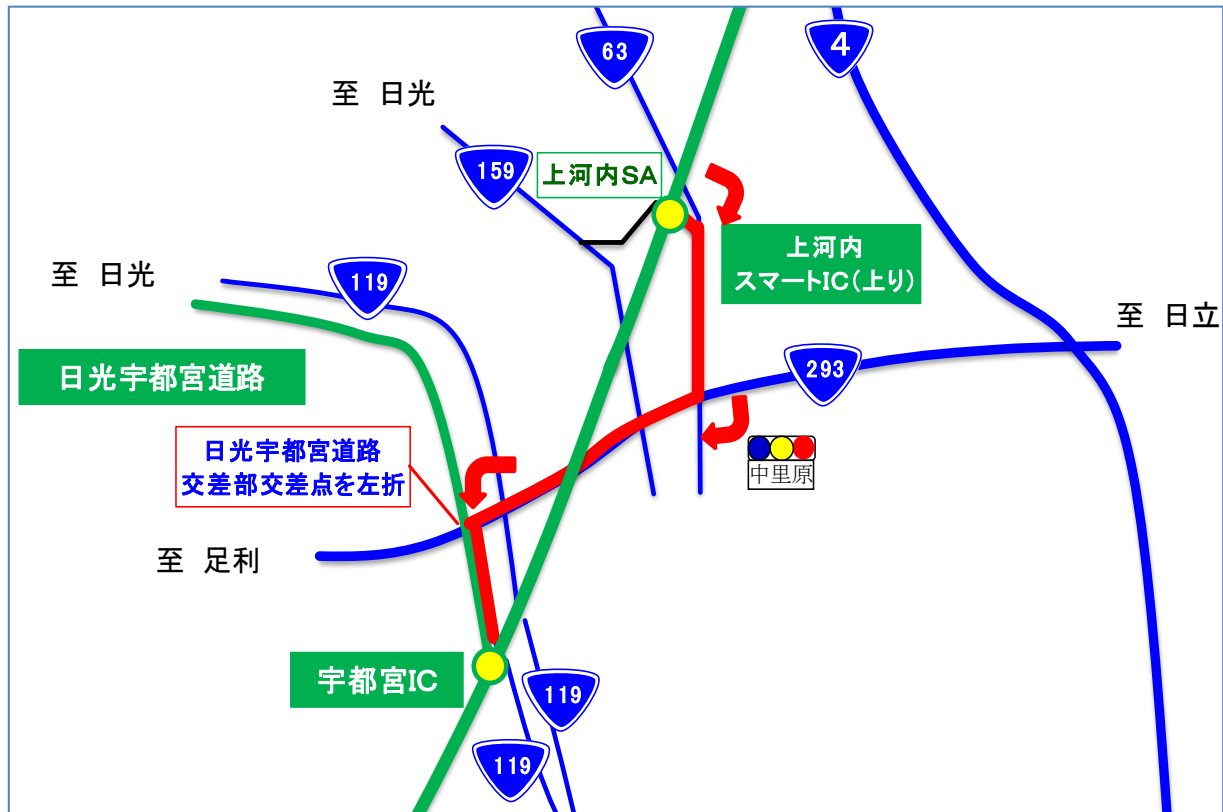 63
4
至 日光
159
上河内SA
上河内
スマートIC(上り)
至 日光
119
至 日立
日光宇都宮道路
293
日光宇都宮道路
交差部交差点を左折
中里原
至 足利
宇都宮IC
119
119